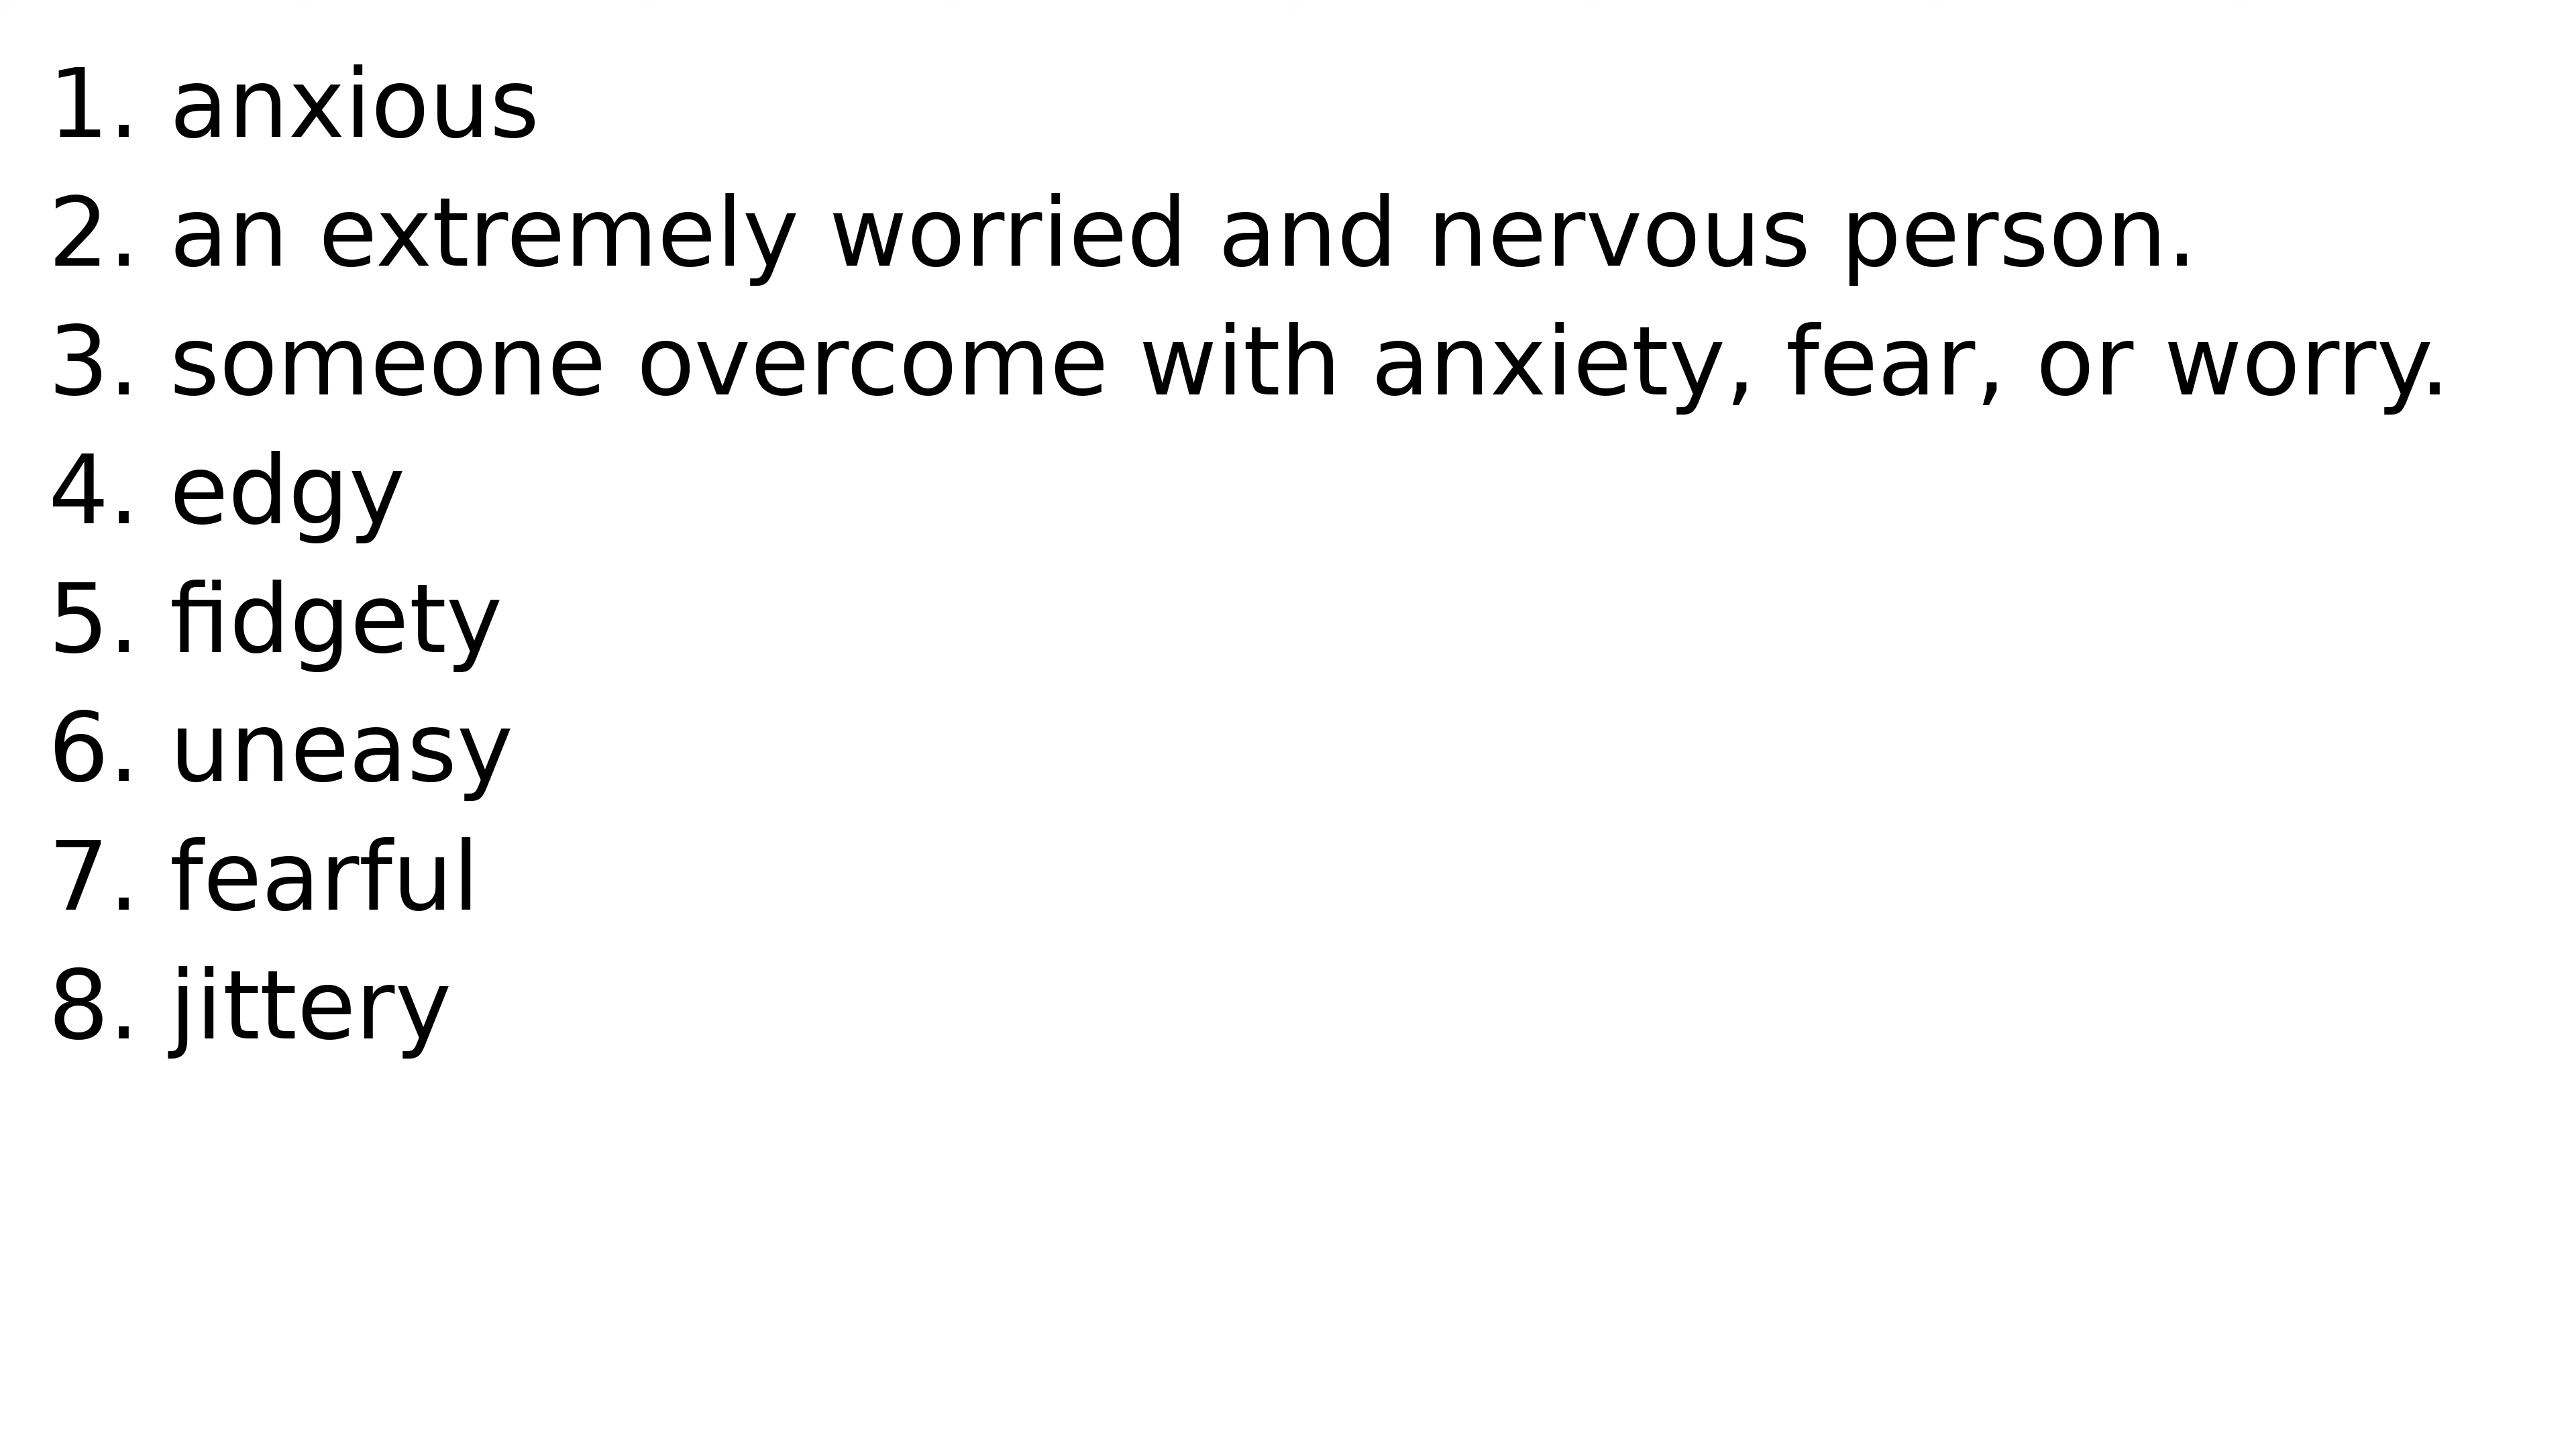 1. anxious
2. an extremely worried and nervous person.
3. someone overcome with anxiety, fear, or worry.
4. edgy
5. fidgety
6. uneasy
7. fearful
8. jittery